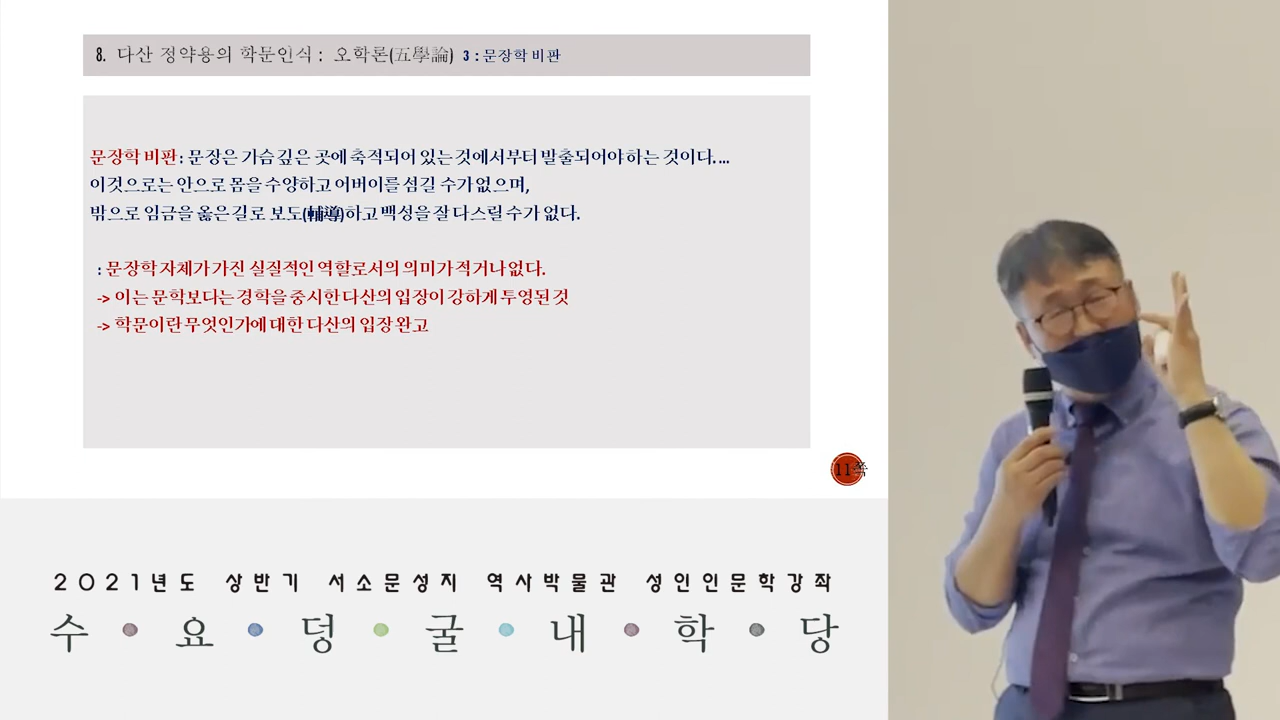 8. 다산 정약용의 학문인식 : 오학론(五學論) 3 : 문장학 비판
문장학 비판 : 문장은 가슴 깊은 곳에 축적되어 있는 것에서부터 발출되어야 하는 것이다. ...
이것으로는 안으로 몸을 수양하고 어버이를 섬길 수가 없으며,
밖으로 임금을 옳은 길로 보도(輔導)하고 백성을 잘 다스릴 수가 없다.
: 문장학 자체가 가진 실질적인 역할로서의 의미가 적거나 없다.
-> 이는 문학보다는 경학을 중시한 다산의 입장이 강하게 투영된 것
-> 학문이란 무엇인가에 대한 다산의 입장 완고
11쪽
2021년도 상반기 서소문성지 역사박물관 성인인문학강좌
수•요•덩•굴•내•학•당